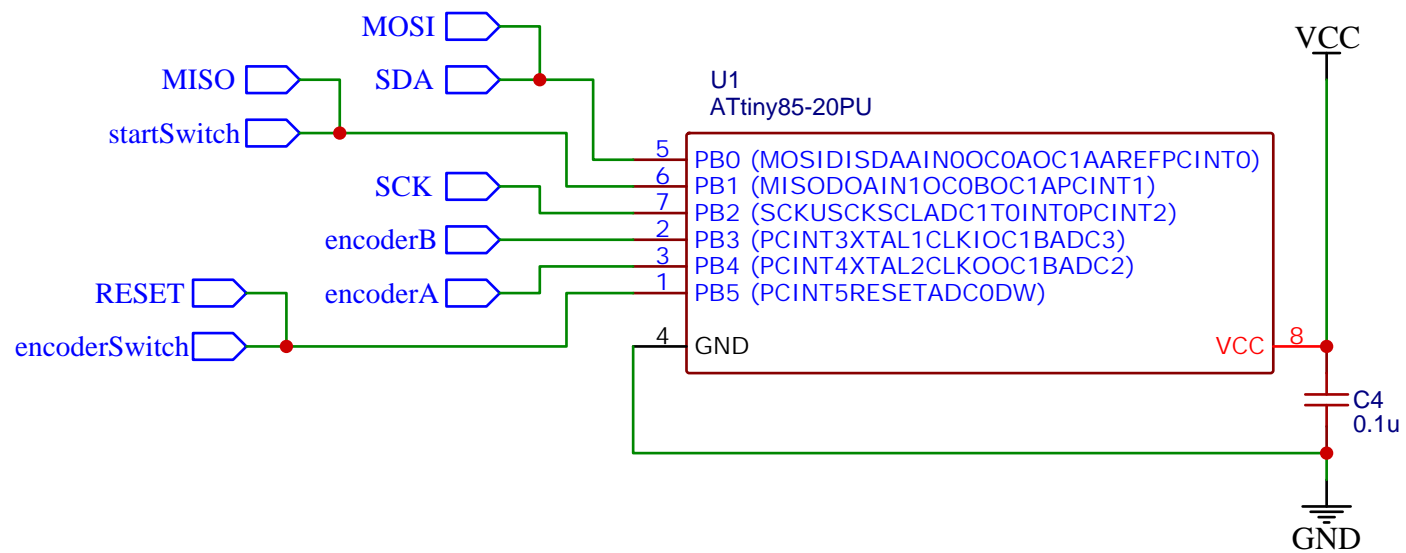 MOSI
VCC
MISO
SDA
U1
ATtiny85-20PU
startSwitch
5
PB0 (MOSIDISDAAIN0OC0AOC1AAREFPCINT0)
SCK
6
PB1 (MISODOAIN1OC0BOC1APCINT1)
7
PB2 (SCKUSCKSCLADC1T0INT0PCINT2)
encoderB
2
PB3 (PCINT3XTAL1CLKIOC1BADC3)
3
PB4 (PCINT4XTAL2CLKOOC1BADC2)
RESET
encoderA
1
PB5 (PCINT5RESETADC0DW)
encoderSwitch
4
GND
VCC
8
C4
0.1u
GND